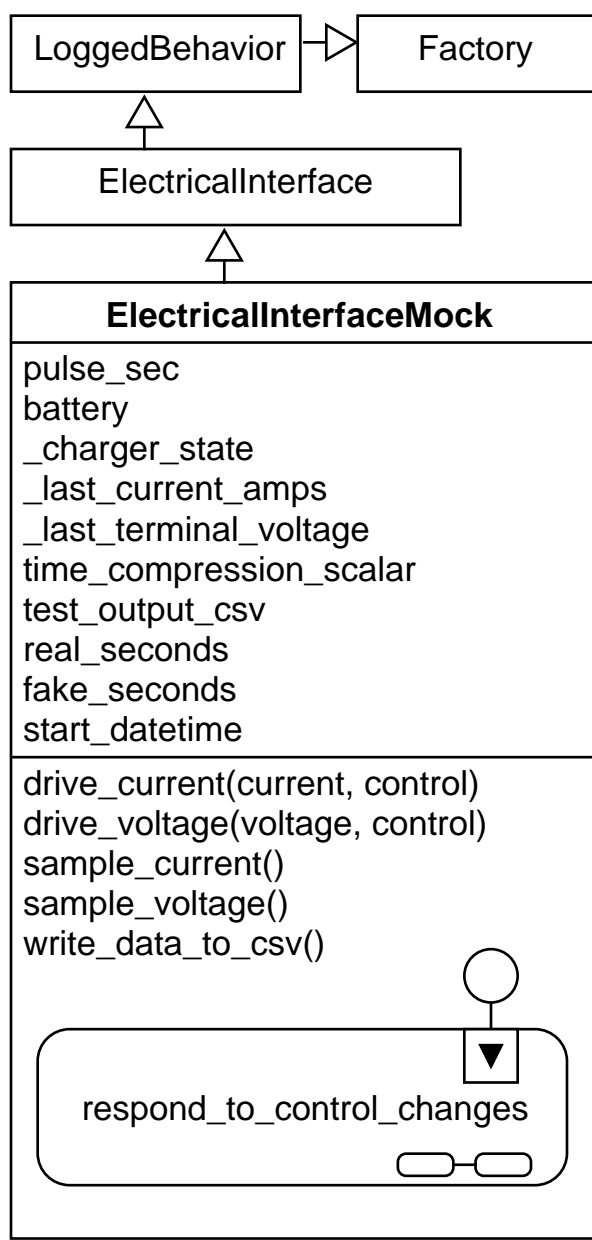 LoggedBehavior
Factory
ElectricalInterface
ElectricalInterfaceMock
pulse_sec
battery
_charger_state
_last_current_amps
_last_terminal_voltage
time_compression_scalar
test_output_csv
real_seconds
fake_seconds
start_datetime
drive_current(current, control)
drive_voltage(voltage, control)
sample_current()
sample_voltage()
write_data_to_csv()
respond_to_control_changes